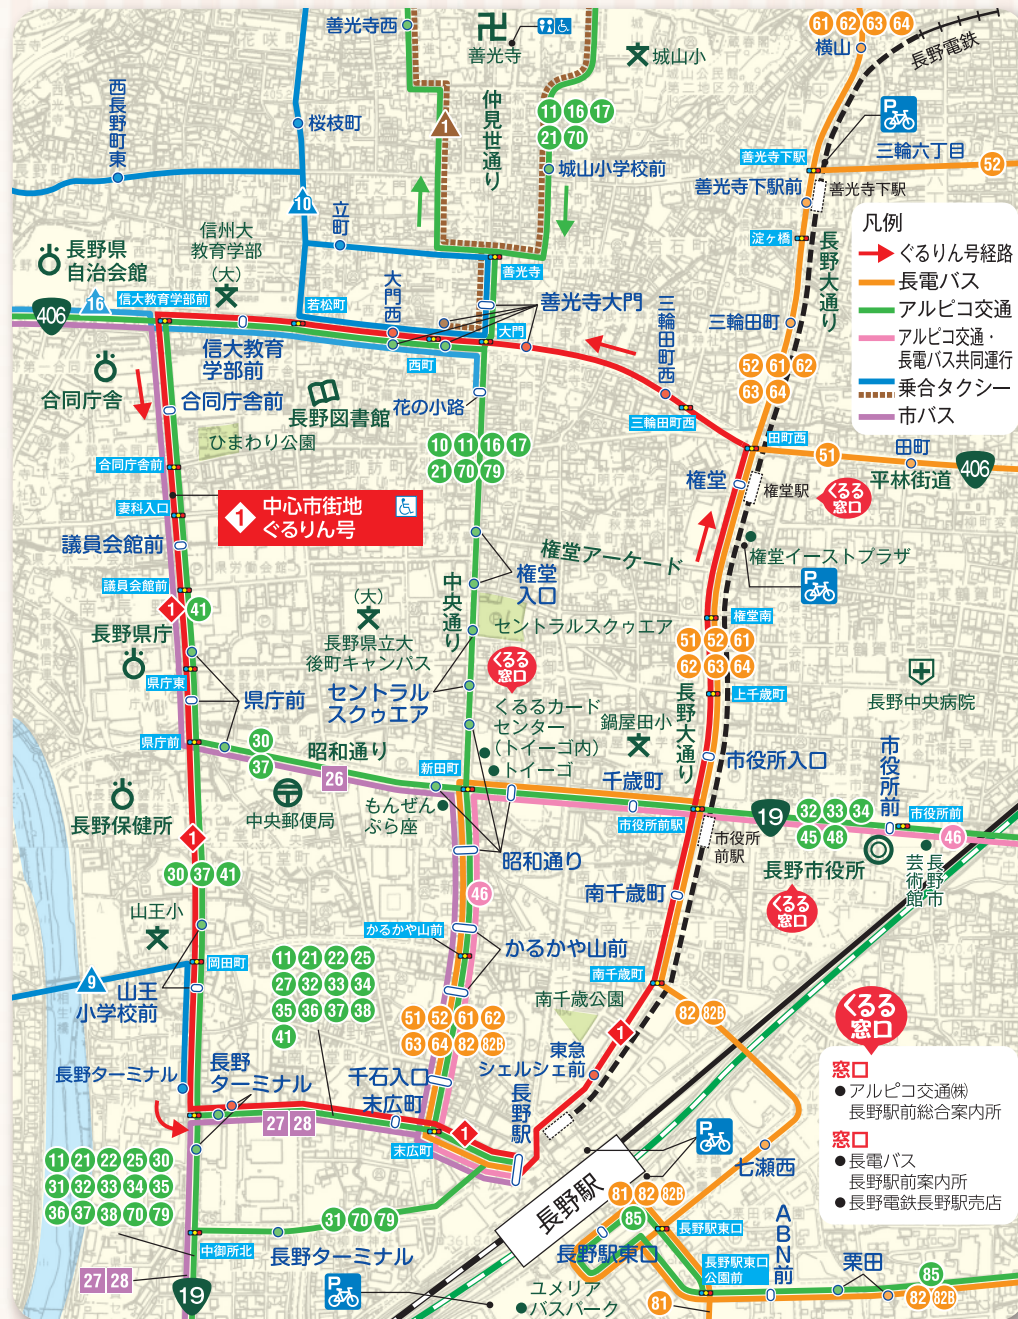 善光寺西
善光寺
城山小
61 62 63 64
横山
長野電鉄
西長野町東
桜枝町
仲見世通り
1
11 16 17
21 70
城山小学校前
P
善光寺下駅
三輪六丁目
52
善光寺下駅前
善光寺下駅
10
立町
信州大
教育学部
(大)
長野県
自治会館
淀ヶ橋
長野大通り
凡例
ぐるりん号経路
長電バス
アルピコ交通
アルピコ交通・
長電バス共同運行
乗合タクシー
市バス
善光寺
大門西
善光寺大門
三輪田町西
三輪田町
406
16
信大教育学部前
若松町
大門
西町
信大教育
学部前
合同庁舎
合同庁舎前
長野図書館
花の小路
ひまわり公園
52 61 62
63 64
三輪田町西
田町西
51
田町
406
平林街道
10 11 16 17
21 70 79
合同庁舎前
妻科入口
1
中心市街地
ぐるりん号
権堂
権堂駅
くるる
窓口
議員会館前
議員会館前
権堂アーケード
権堂イーストプラザ
P
権堂
入口
中央通り
1
41
長野県庁
(大)
長野県立大
後町キャンパス
セントラルスクゥエア
権堂南
51 52 61
62 63 64
県庁東
県庁前
セントラル
スクゥエア
くるる
窓口
くるるカード
センター
(トイーゴ内)
トイーゴ
鍋屋田小
長野大通り
上千歳町
長野中央病院
県庁前
30
37
昭和通り
26
新田町
千歳町
市役所入口
市役所前
長野保健所
中央郵便局
もんぜん
ぷら座
市役所前駅
19
32 33 34
45 48
市役所前
46
市役所
前駅
長野市役所
長野市
芸術館
1
昭和通り
30 37 41
46
南千歳町
くるる
窓口
山王小
かるかや山前
かるかや山前
岡田町
9
山王
小学校前
11 21 22 25
27 32 33 34
35 36 37 38
41
南千歳町
南千歳公園
51 52 61 62
63 64 82 82B
82 82B
1
くるる
窓口
東急
シェルシェ前
窓口
アルピコ交通㈱
長野駅前総合案内所
窓口
長電バス
長野駅前案内所
長野電鉄長野駅売店
長野ターミナル
長野
ターミナル
千石入口
末広町
長野駅
27 28
1
末広町
P
七瀬西
11 21 22 25 30
31 32 33 34 35
36 37 38 70 79
長野駅
81 82 82B
85
31 70 79
長野駅東口
長野駅東口
ABN前
中御所北
長野ターミナル
長野駅東口
公園前
栗田
27 28
19
P
ユメリア
バスパーク
81
85
82 82B